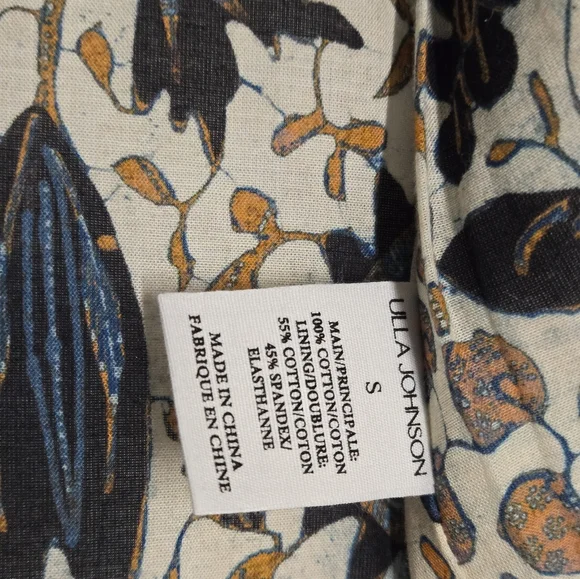 ULLA JOHNSON
S
MAIN/PRINCIPALE:
100% COTTON/COTON
LINING/DOUBLURE:
55% COTTON/COTON
45% SPANDEX/
ELASTHANNE
MADE IN CHINA
FABRIQUE EN CHINE